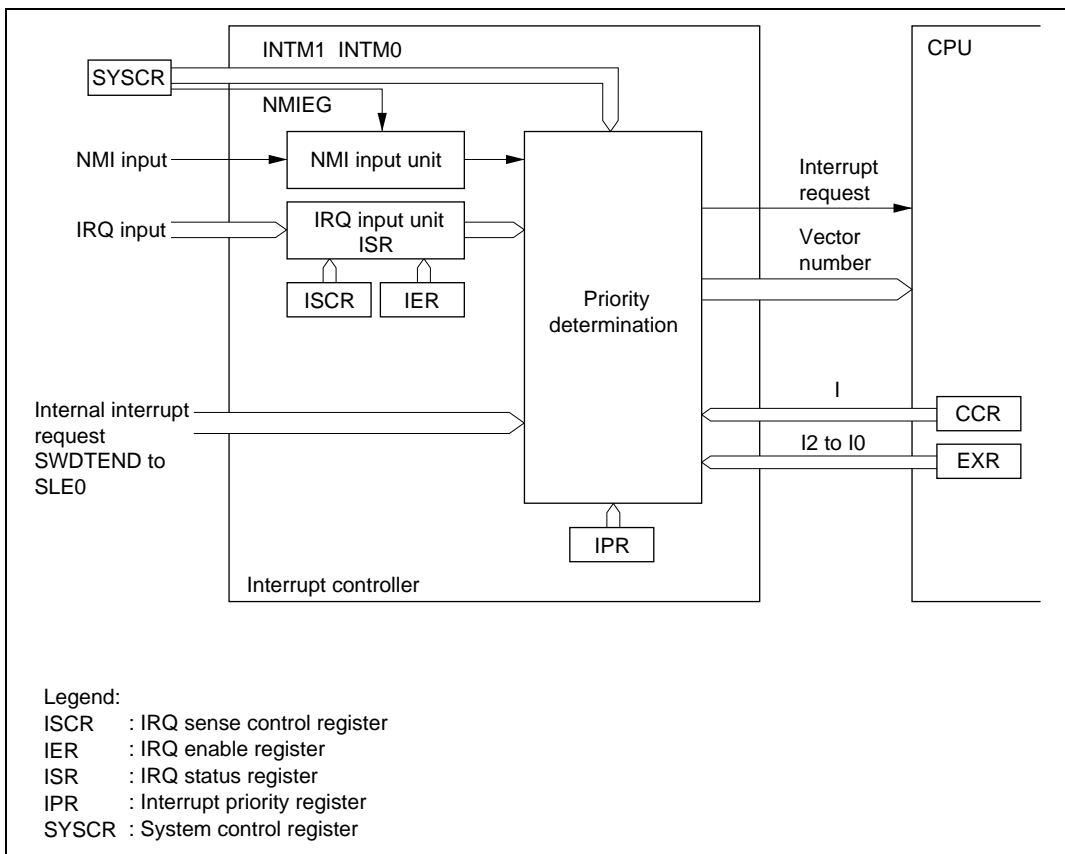 INTM1 INTM0
CPU
SYSCR
NMIEG
NMI input
NMI input unit
Interrupt
request
IRQ input
IRQ input unit
ISR
Vector
number
ISCR
IER
Priority
determination
I
CCR
Internal interrupt
request
SWDTEND to
SLE0
I2 to I0
EXR
IPR
Interrupt controller
Legend:
ISCR : IRQ sense control register
IER : IRQ enable register
ISR : IRQ status register
IPR : Interrupt priority register
SYSCR : System control register